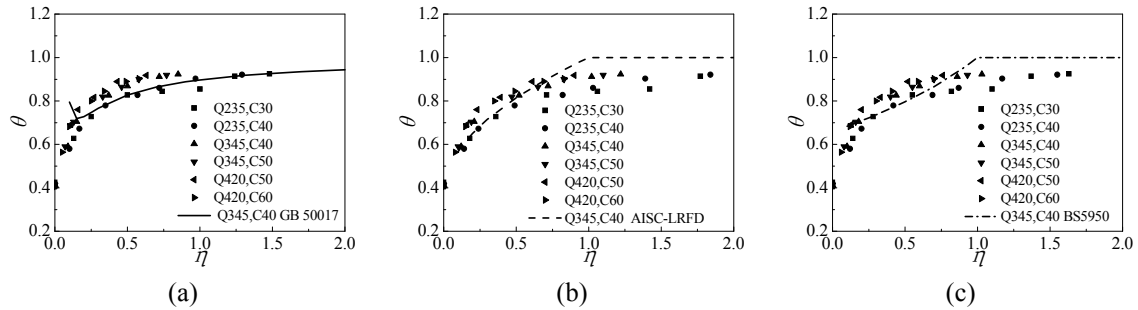 1.2
1.0
0.8
0.6
0.4
0.2
θ
0.0 0.5 1.0 1.5 2.0
η
Q235,C30
Q235,C40
Q345,C40
Q345,C50
Q420,C50
Q420,C60
Q345,C40 GB 50017
(a)
1.2
1.0
0.8
0.6
0.4
0.2
θ
0.0 0.5 1.0 1.5 2.0
η
Q235,C30
Q235,C40
Q345,C40
Q345,C50
Q420,C50
Q420,C60
Q345,C40 AISC-LRFD
(b)
1.2
1.0
0.8
0.6
0.4
0.2
θ
0.0 0.5 1.0 1.5 2.0
η
Q235,C30
Q235,C40
Q345,C40
Q345,C50
Q420,C50
Q420,C60
Q345,C40 BS5950
(c)